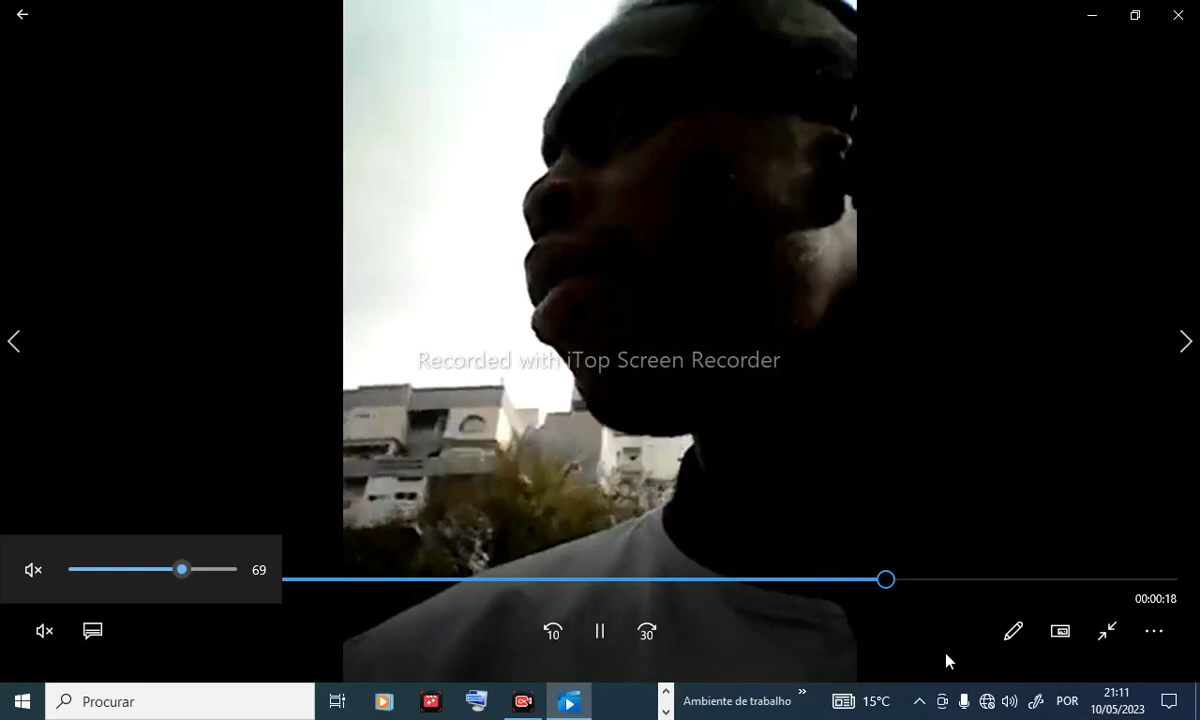 Recorded with iTop Screen Recorder
69
00:00:18
10
30
Procurar
Ambiente de trabalho
15°C
POR
21:11
10/05/2023